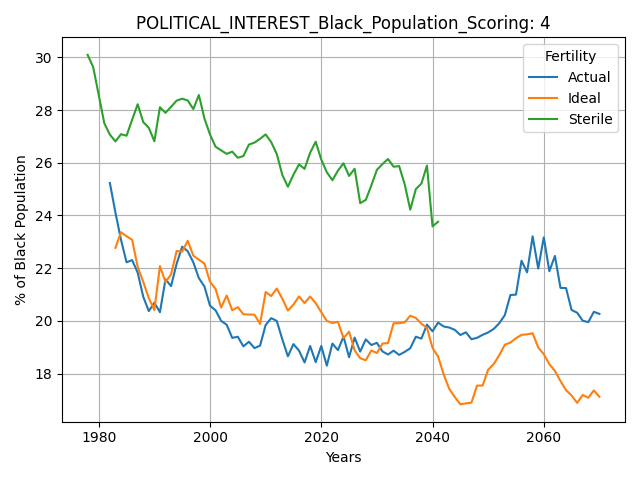 POLITICAL_INTEREST_Black_Population_Scoring: 4
Fertility
Actual
Ideal
Sterile
% of Black Population
30
28
26
24
22
20
18
1980
2000
2020
2040
2060
Years